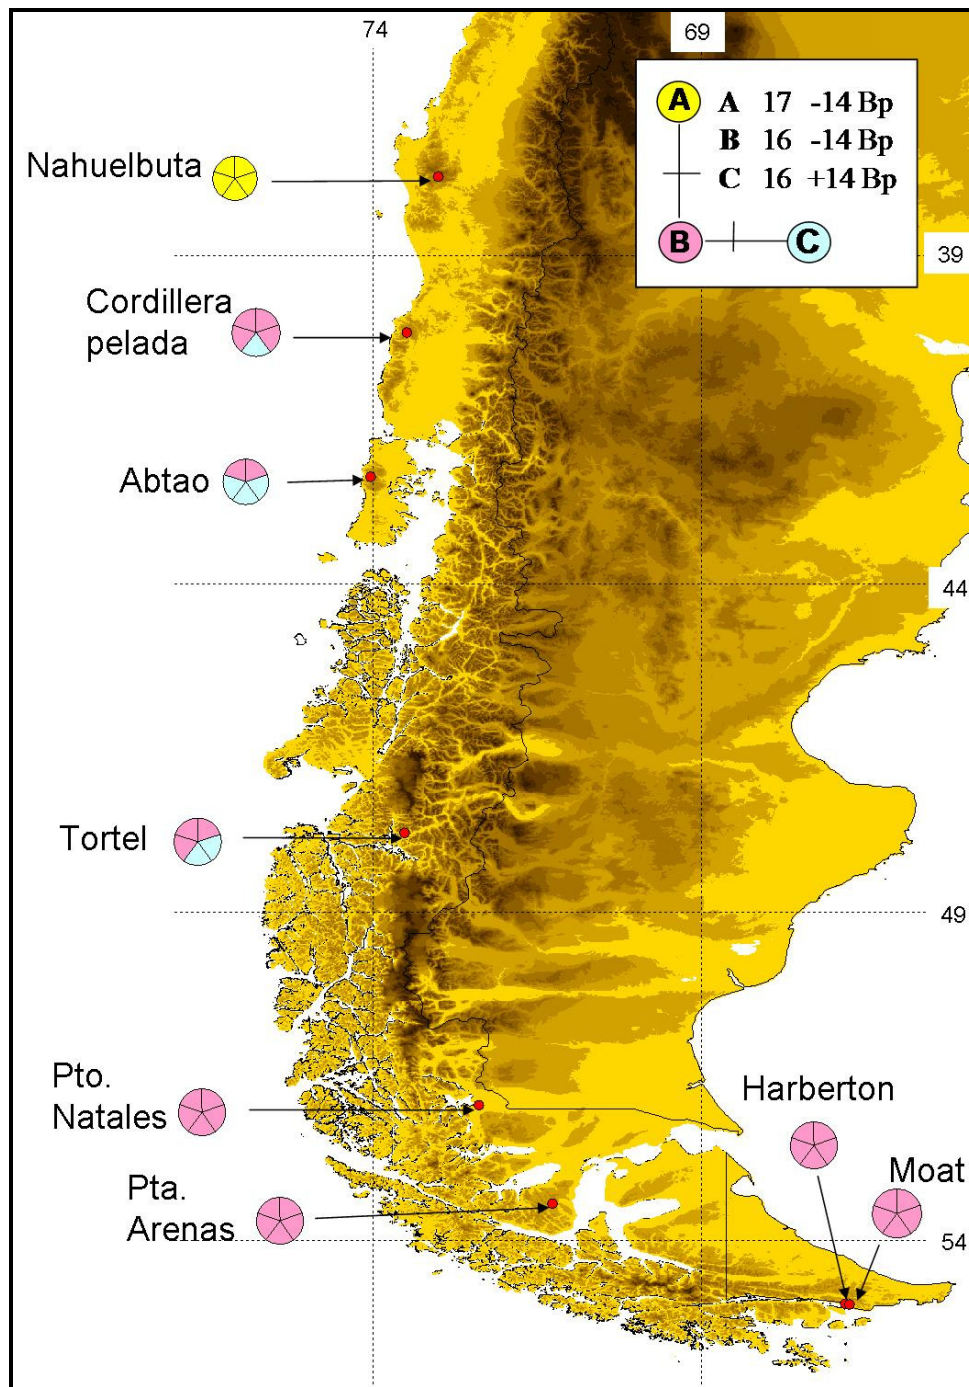 74
69
A A 17 -14 Bp
B 16 -14 Bp
C 16 +14 Bp
B C
Nahuelbuta
39
Cordillera
pelada
Abtao
44
Tortel
49
Pto.
Natales
Harberton
Moat
Pta.
Arenas
54